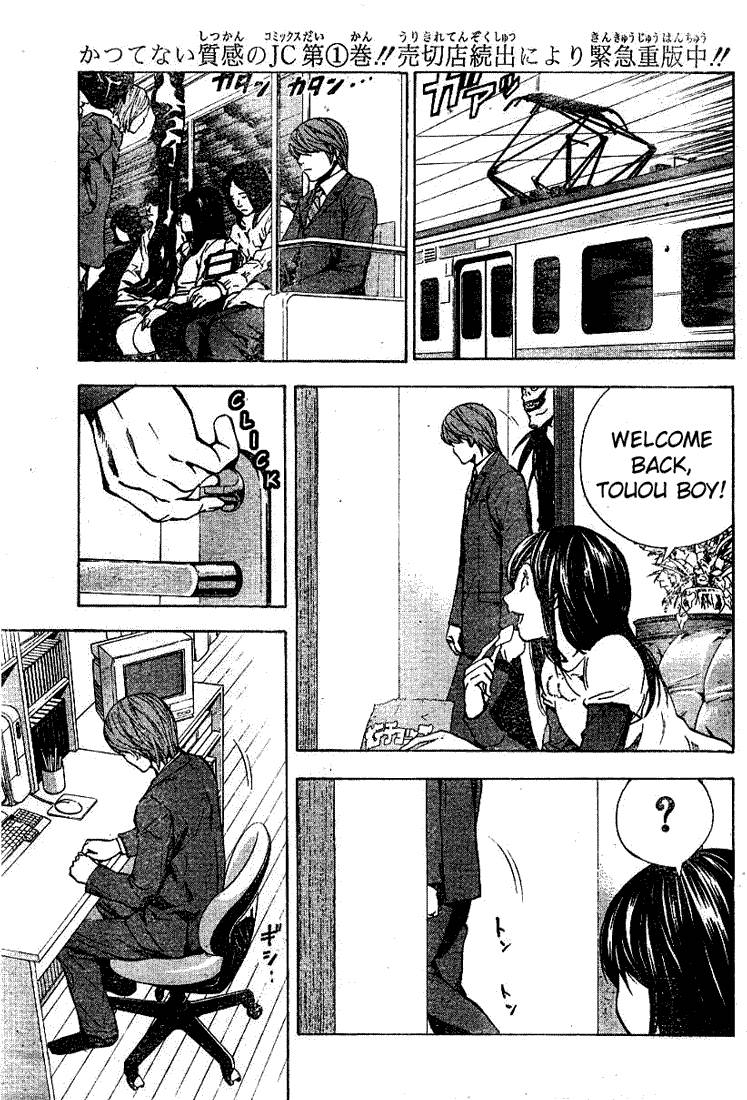 かつてない質感のJC第①巻!!売切店続出により緊急重版中!!
しつかん コミックスだい かん うりきれてんぞくしゅつ きんきゅうじゅうはんちゅう
ガァッ
ガタン ガタン…
WELCOME
BACK,
TOUOU BOY!
CLICK
?
トン
トン
ギシ…